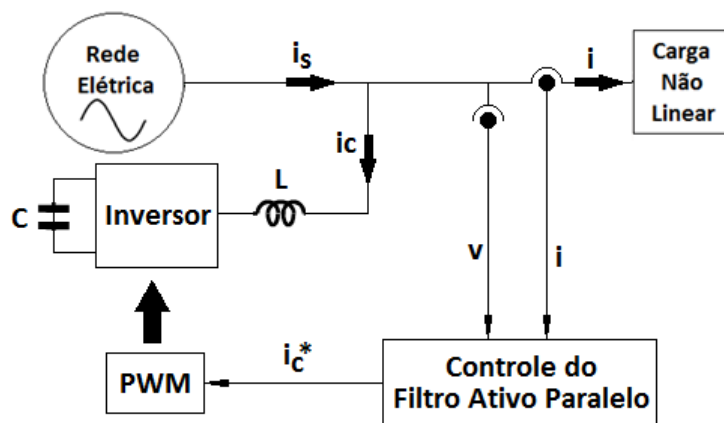 Rede
Elétrica
is
i
Carga
Não
Linear
ic
L
C
Inversor
v
i
ic*
PWM
Controle do
Filtro Ativo Paralelo